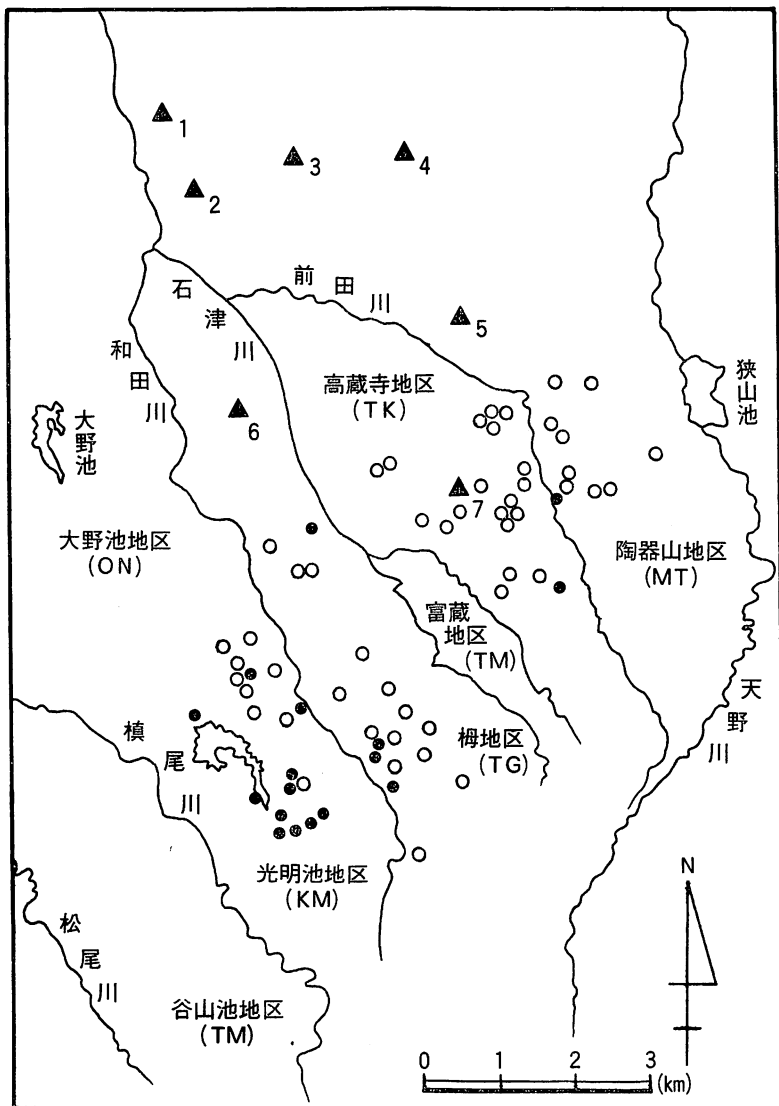 1
2
3
4
石津川
前田川
5
和田川
高蔵寺地区
(TK)
狭山池
大野池
6
7
大野池地区
(ON)
陶器山地区
(MT)
富蔵
地区
(TM)
天野川
槙尾川
栂地区
(TG)
光明池地区
(KM)
N
松尾川
谷山池地区
(TM)
0 1 2 3
(km)